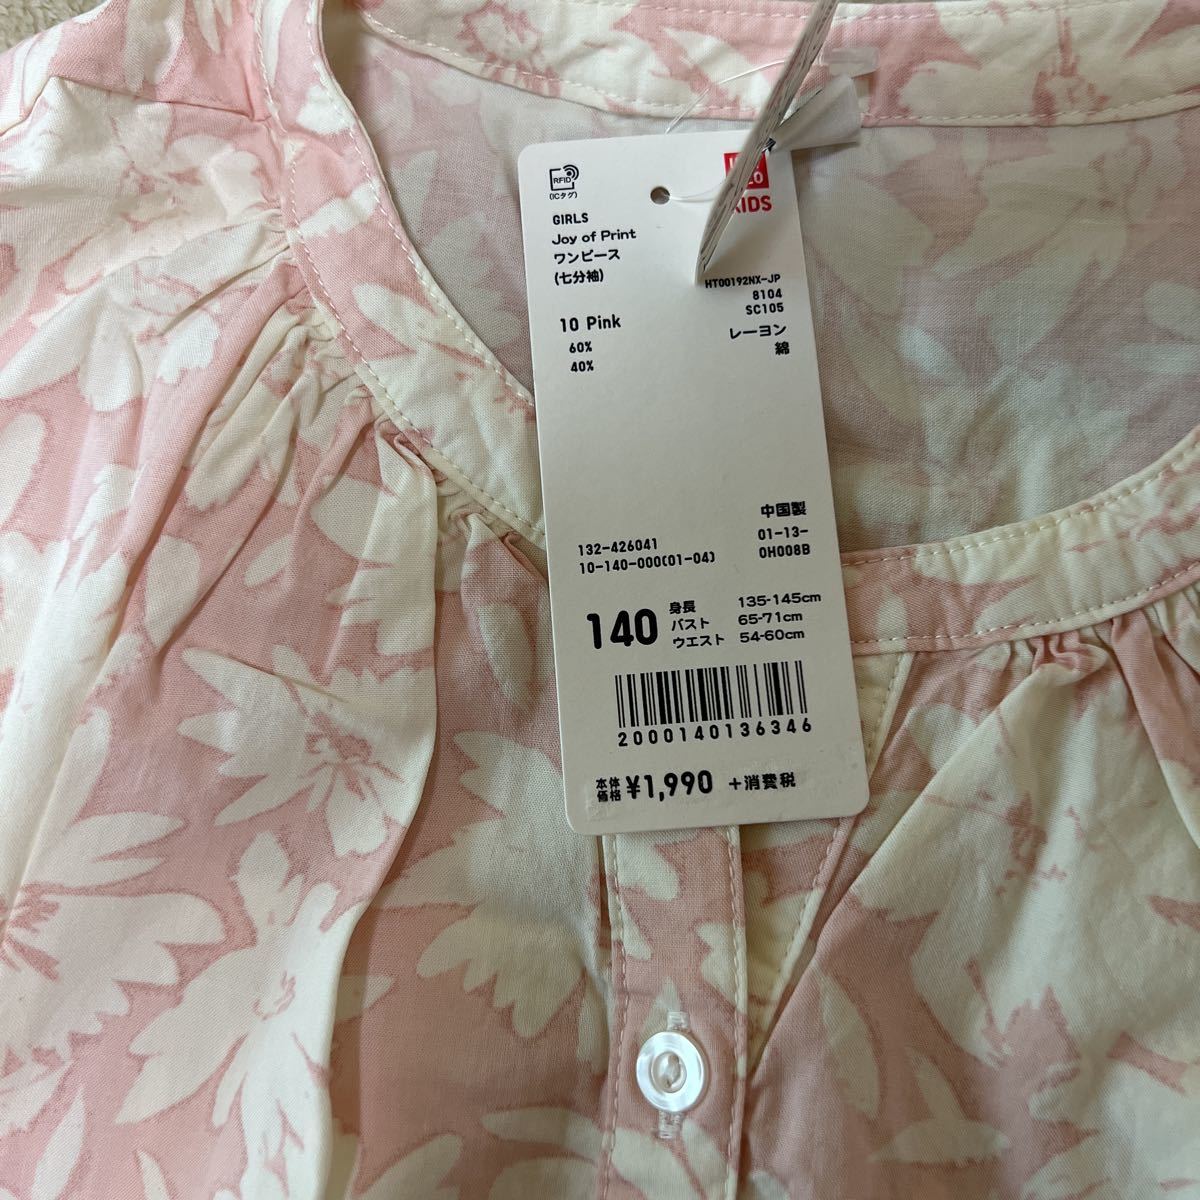 RFID
(ICタグ)
KIDS
GIRLS
Joy of Print
ワンピース
(七分袖)
HT00192NX-JP
8104
SC105
10 Pink
60% レーヨン
40% 綿
中国製
132-426041 01-13-
10-140-000(01-04) 0H008B
140
身長 135-145cm
バスト 65-71cm
ウエスト 54-60cm
2000140136346
本体価格 ¥1,990 +消費税